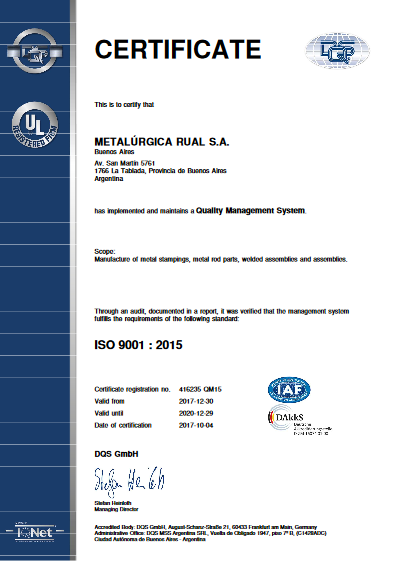 CERTIFICATE
DQS
UL
REGISTERED FIRM
This is to certify that
METALÚRGICA RUAL S.A.
Buenos Aires
Av. San Martín 5761
1766 La Tablada, Provincia de Buenos Aires
Argentina
has implemented and maintains a Quality Management System.
Scope:
Manufacture of metal stampings, metal rod parts, welded assemblies and assemblies.
Through an audit, documented in a report, it was verified that the management system
fulfills the requirements of the following standard:
ISO 9001 : 2015
Certificate registration no. 416235 QM15
Valid from 2017-12-30
Valid until 2020-12-29
Date of certification 2017-10-04
IAF
DAkkS
Deutsche
Akkreditierungsstelle
DQS GmbH
Stefan Heinloth
Managing Director
IQNet
Accredited Body: DQS GmbH, August-Schanz-Straße 21, 60433 Frankfurt am Main, Germany
Administrative Office: DQS MSS Argentina SRL, Vuelta de Obligado 1947, piso 7º B, (C1428ADC)
Ciudad Autónoma de Buenos Aires - Argentina